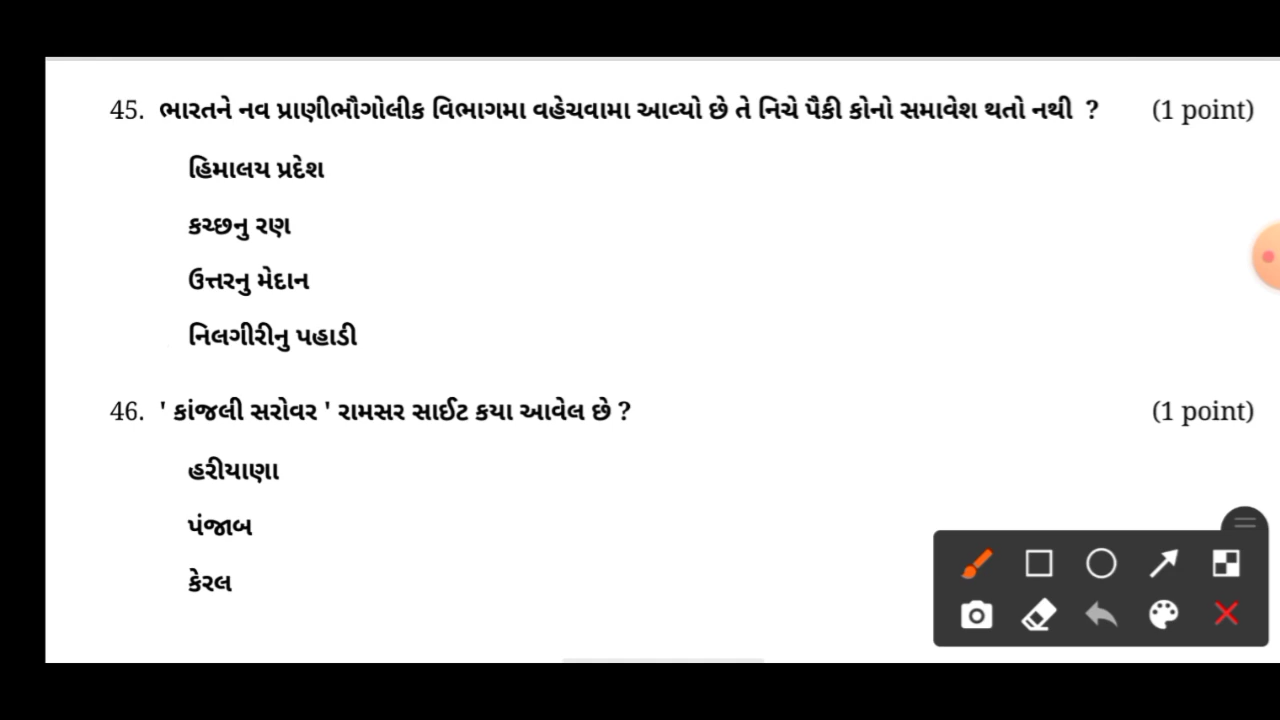 45. ભારતને નવ પ્રાણીભૌગોલીક વિભાગમા વહેચવામા આવ્યો છે તે નિચે પૈકી કોનો સમાવેશ થતો નથી ? (1 point)
હિમાલય પ્રદેશ
કચ્છનુ રણ
ઉત્તરનુ મેદાન
નિલગીરીનુ પહાડી
46. ' કાંજલી સરોવર ' રામસર સાઈટ કયા આવેલ છે ? (1 point)
હરીયાણા
પંજાબ
કેરલ